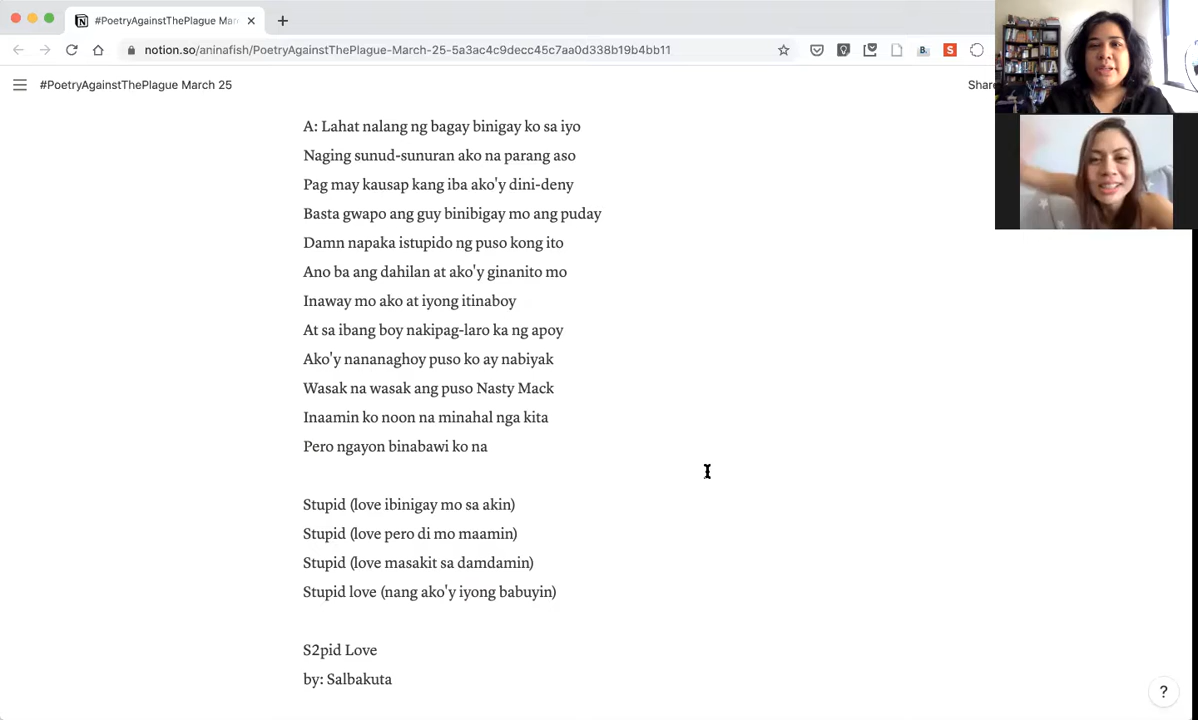 #PoetryAgainstThePlague Mar
notion.so/aninafish/PoetryAgainstThePlague-March-25-5a3ac4c9decc45c7aa0d338b19b4bb11
#PoetryAgainstThePlague March 25
Share
A: Lahat nalang ng bagay binigay ko sa iyo
Naging sunud-sunuran ako na parang aso
Pag may kausap kang iba ako'y dini-deny
Basta gwapo ang guy binibigay mo ang puday
Damn napaka istupido ng puso kong ito
Ano ba ang dahilan at ako'y ginanito mo
Inaway mo ako at iyong itinaboy
At sa ibang boy nakipag-laro ka ng apoy
Ako'y nananaghoy puso ko ay nabiyak
Wasak na wasak ang puso Nasty Mack
Inaamin ko noon na minahal nga kita
Pero ngayon binabawi ko na
Stupid (love ibinigay mo sa akin)
Stupid (love pero di mo maamin)
Stupid (love masakit sa damdamin)
Stupid love (nang ako'y iyong babuyin)
S2pid Love
by: Salbakuta
?